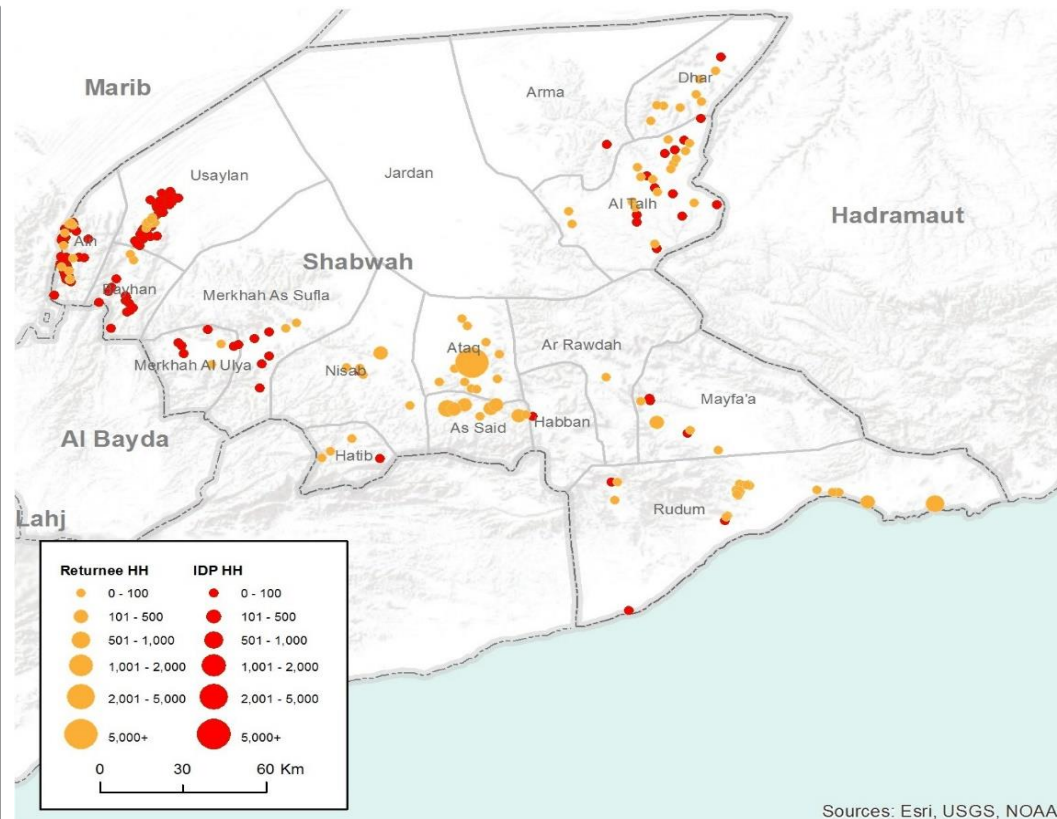 Marib
Dhar
Arma
Usaylan
Jardan
Al Talh
Hadramaut
Ain
Shabwah
Bayhan
Merkhah As Sufla
Ataq
Ar Rawdah
Merkhah Al Ulya
Nisab
Mayfa'a
Al Bayda
As Said
Habban
Hatib
Lahj
Rudum
Returnee HH IDP HH
0 - 100 0 - 100
101 - 500 101 - 500
501 - 1,000 501 - 1,000
1,001 - 2,000 1,001 - 2,000
2,001 - 5,000 2,001 - 5,000
5,000+ 5,000+
0 30 60 Km
Sources: Esri, USGS, NOAA